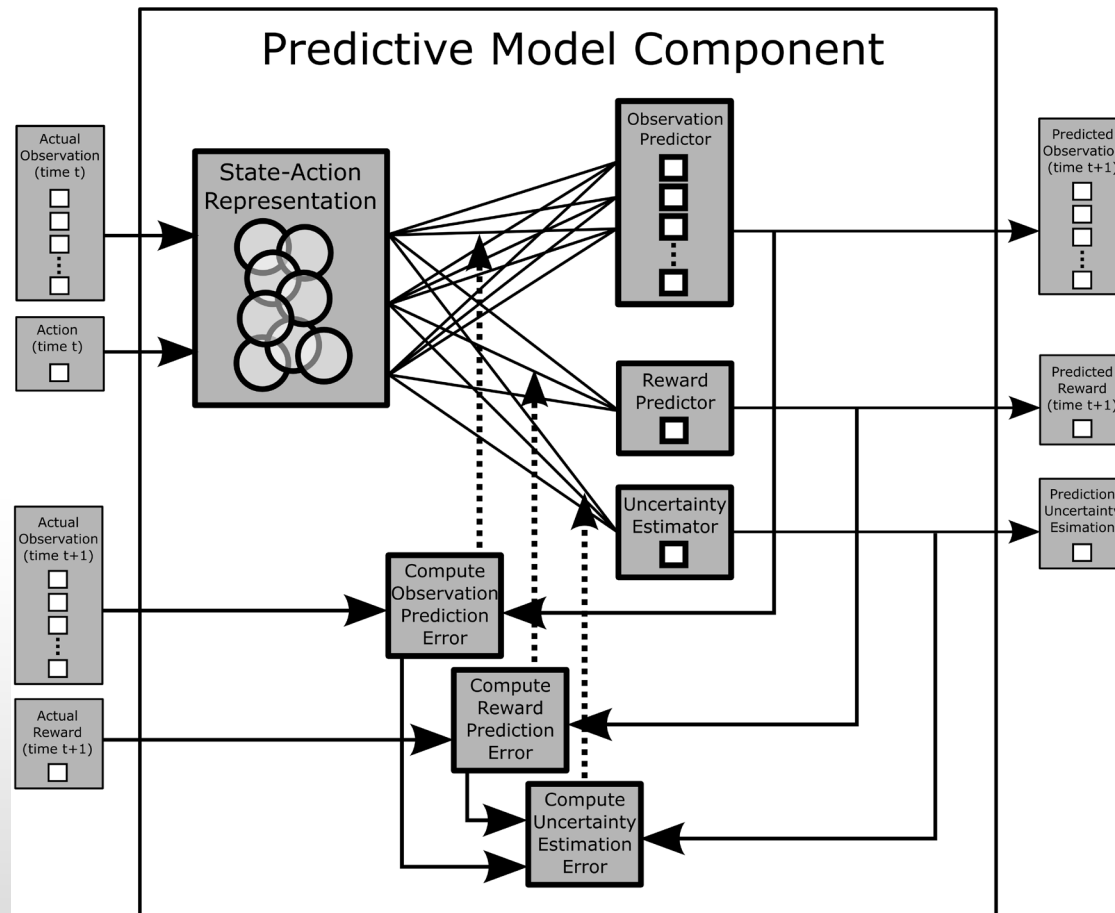 Predictive Model Component
Actual
Observation
(time t)
Action
(time t)
State-Action
Representation
Observation
Predictor
Reward
Predictor
Uncertainty
Estimator
Predicted
Observation
(time t+1)
Predicted
Reward
(time t+1)
Prediction
Uncertainty
Esimation
Actual
Observation
(time t+1)
Actual
Reward
(time t+1)
Compute
Observation
Prediction
Error
Compute
Reward
Prediction
Error
Compute
Uncertainty
Estimation
Error